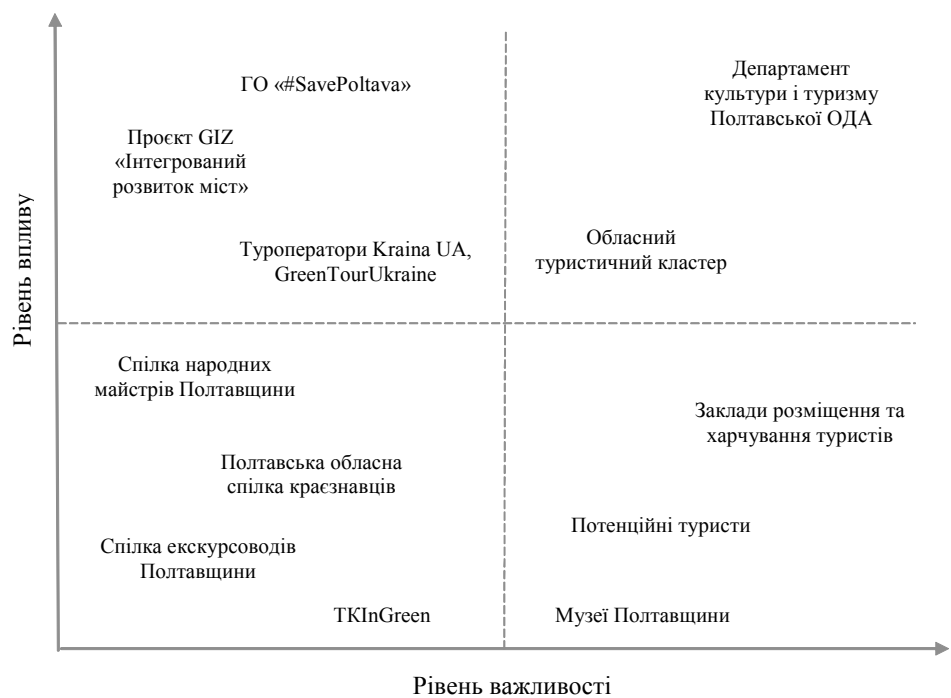 Рівень впливу
ГО «#SavePoltava»
Департамент
культури і туризму
Полтавської ОДА
Проєкт GIZ
«Інтегрований
розвиток міст»
Туроператори Kraina UA,
GreenTourUkraine
Обласний
туристичний кластер
Спілка народних
майстрів Полтавщини
Заклади розміщення та
харчування туристів
Полтавська обласна
спілка краєзнавців
Потенційні туристи
Спілка екскурсоводів
Полтавщини
TKInGreen
Музеї Полтавщини
Рівень важливості